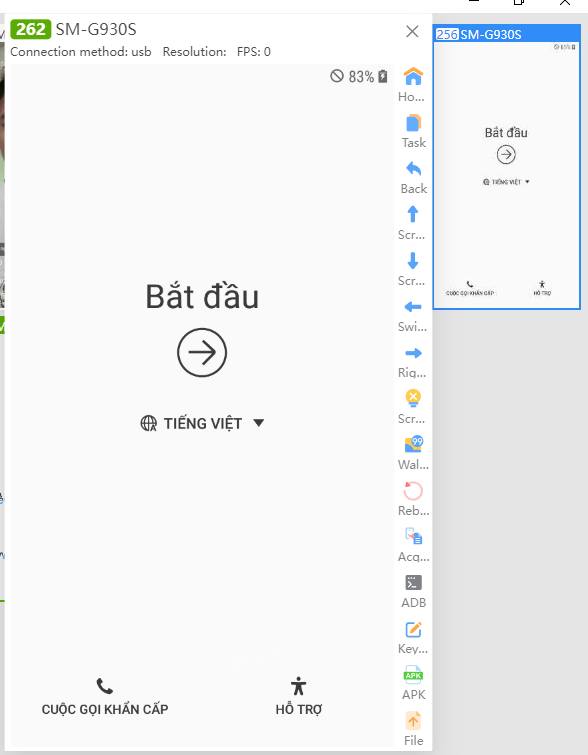 262 SM-G930S
Connection method: usb Resolution: FPS: 0
83%
Bắt đầu
TIẾNG VIỆT
CUỘC GỌI KHẨN CẤP
HỖ TRỢ
Ho...
Task
Back
Scr...
Scr...
Swi...
Rig...
Scr...
99
Wal...
Reb...
Acq...
ADB
Key...
APK
APK
File
256 SM-G930S
83%
Bắt đầu
TIẾNG VIỆT
CUỘC GỌI KHẨN CẤP
HỖ TRỢ